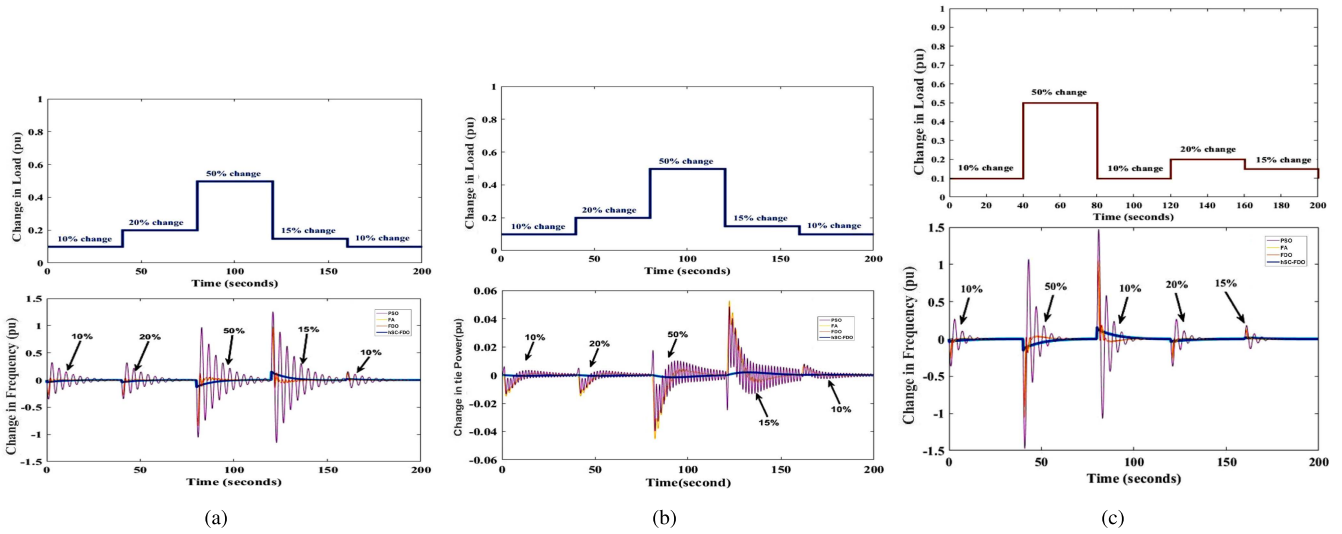 Change in Load (pu)
1
0.8
0.6
0.4
0.2
0
10% change
20% change
50% change
15% change
10% change
0
50
100
150
200
Time (seconds)
Change in Frequency (pu)
1.5
1
0.5
0
-0.5
-1
-1.5
10%
20%
50%
15%
10%
PSO
FA
FDO
hSC-FDO
0
50
100
150
200
Time (seconds)
(a)
Change in Load (pu)
1
0.8
0.6
0.4
0.2
0
10% change
20% change
50% change
15% change
10% change
0
50
100
150
200
Time (seconds)
Change in tie Power(pu)
0.06
0.04
0.02
0
-0.02
-0.04
-0.06
10%
20%
50%
15%
10%
PSO
FA
FDO
hSC-FDO
0
50
100
150
200
Time(second)
(b)
Change in Load (pu)
1
0.9
0.8
0.7
0.6
0.5
0.4
0.3
0.2
0.1
0
10% change
50% change
10% change
20% change
15% change
0
20
40
60
80
100
120
140
160
180
200
Time (seconds)
Change in Frequency (pu)
1.5
1
0.5
0
-0.5
-1
-1.5
10%
50%
10%
20%
15%
PSO
FA
FDO
hSC-FDO
0
50
100
150
200
Time (seconds)
(c)